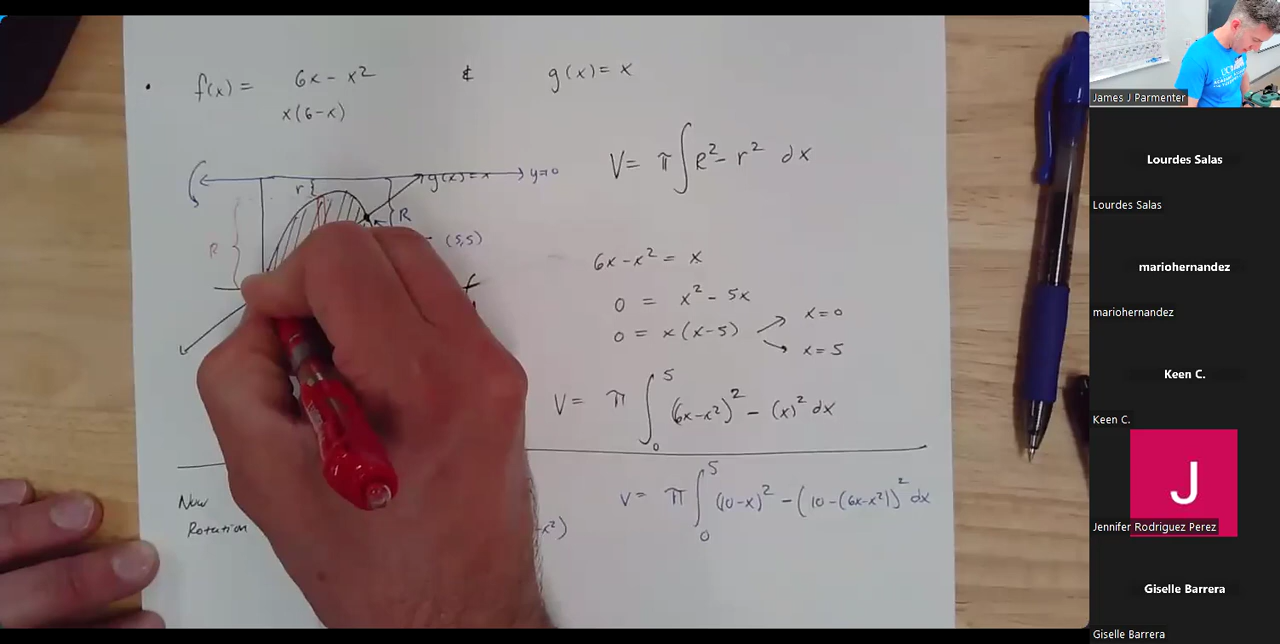 f(x) = 6x - x² & g(x) = x
x(6-x)
V = π∫R² - r² dx
g(x) = x
y=0
r
R
R
(5,5)
6x - x² = x
0 = x² - 5x
0 = x(x-5)
x=0
x=5
V = π ∫₀⁵ (6x-x²)² - (x)² dx
Now
Rotation
-x²)
V = π ∫₀⁵ (10-x)² - (10-(6x-x²))² dx
James J Parmenter
Lourdes Salas
Lourdes Salas
mariohernandez
mariohernandez
Keen C.
Keen C.
J
Jennifer Rodriguez Perez
Giselle Barrera
Giselle Barrera